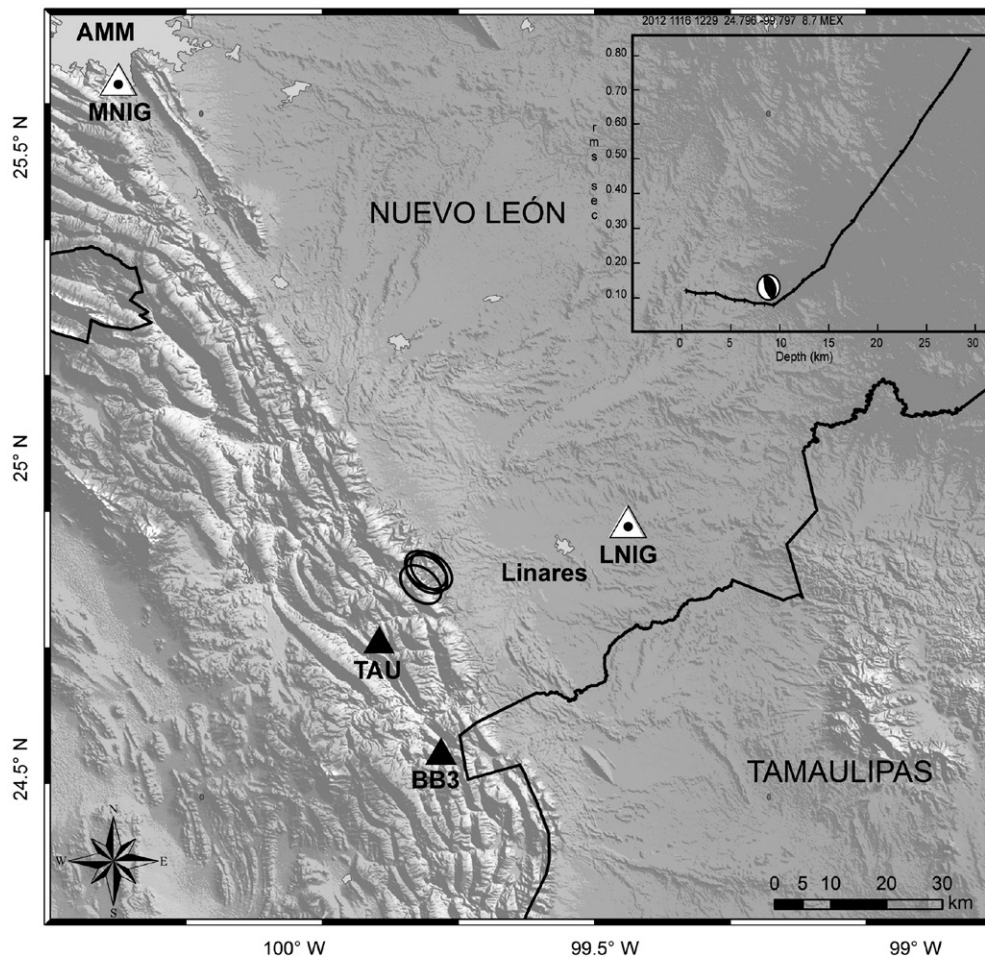 2012 1116 1229 24.796 -99.797 8.7 MEX
AMM
MNIG
NUEVO LEÓN
0.80
0.70
0.60
0.50
0.40
0.30
0.20
0.10
rms sec
0 5 10 15 20 25 30
Depth (km)
25.5° N
25° N
24.5° N
LNIG
Linares
TAU
BB3
TAMAULIPAS
N
W E
S
0 10 20 30
km
100° W 99.5° W 99° W